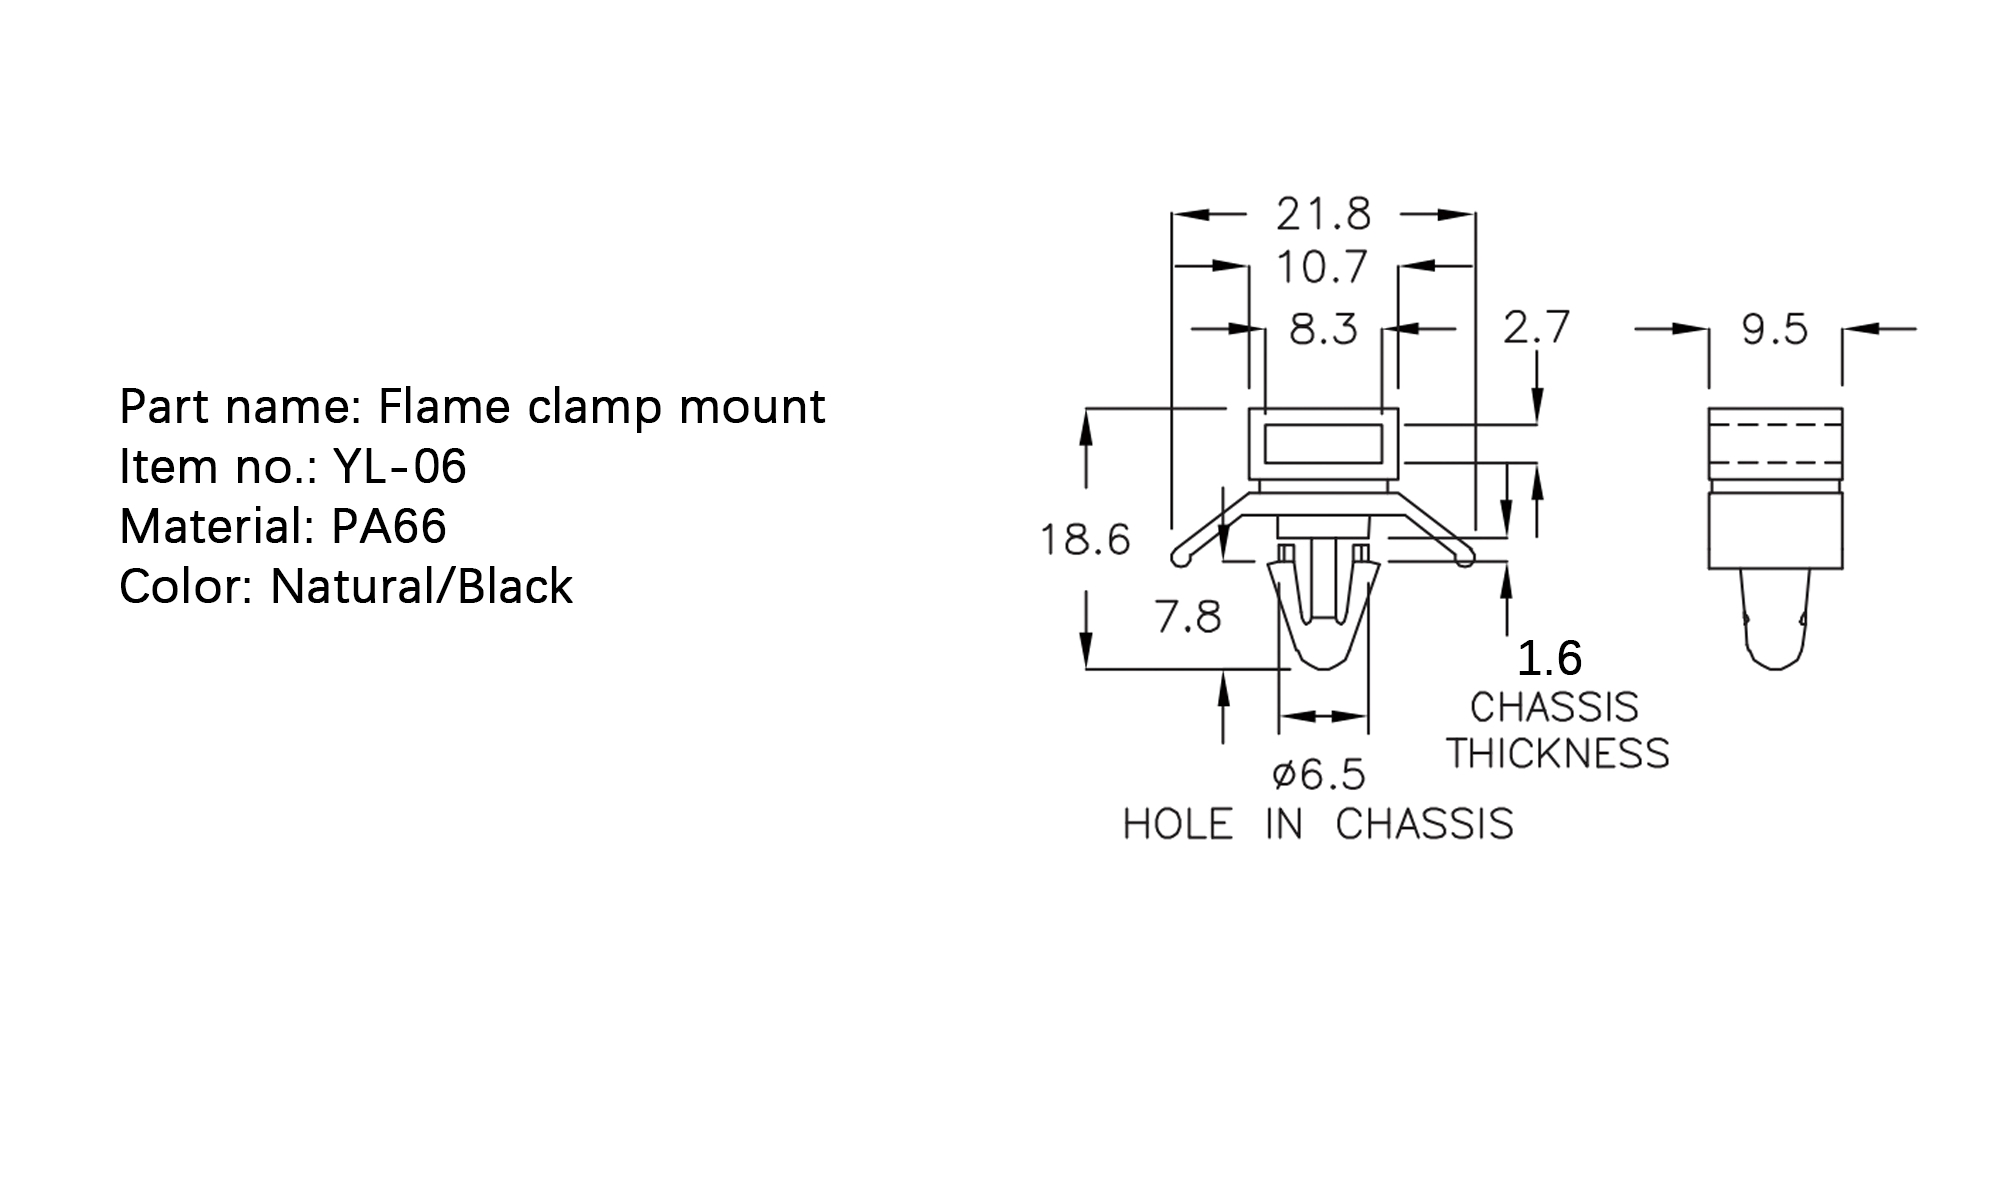 Part name: Flame clamp mount
Item no.: YL-06
Material: PA66
Color: Natural/Black
21.8
10.7
8.3
2.7
9.5
18.6
7.8
1.6
CHASSIS
THICKNESS
ø6.5
HOLE IN CHASSIS